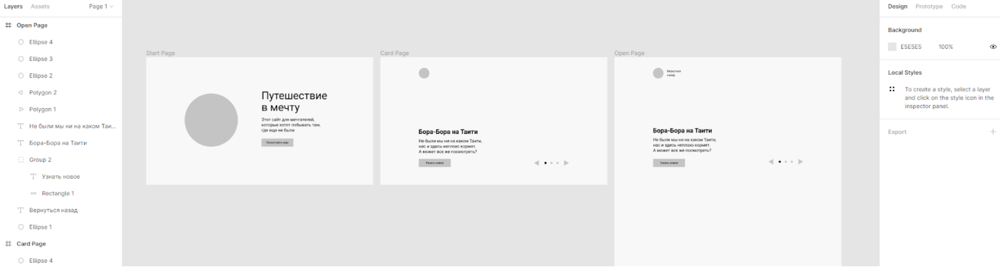 Layers
Assets
Page 1
Open Page
Ellipse 4
Ellipse 3
Ellipse 2
Polygon 2
Polygon 1
Не были мы ни на каком Таи...
Бора-Бора на Таити
Group 2
Узнать новое
Rectangle 1
Вернуться назад
Ellipse 1
Card Page
Ellipse 4
Start Page
Путешествие
в мечту
Этот сайт для мечтателей,
которые хотят побывать там,
где еще не были
Посмотреть мир
Card Page
Бора-Бора на Таити
Не были мы ни на каком Таити,
нас и здесь неплохо кормят.
А может все же посмотреть?
Узнать новое
Open Page
Вернуться
назад
Бора-Бора на Таити
Не были мы ни на каком Таити,
нас и здесь неплохо кормят.
А может все же посмотреть?
Узнать новое
Design
Prototype
Code
Background
E5E5E5 100%
Local Styles
To create a style, select a layer
and click on the style icon in the
inspector panel.
Export